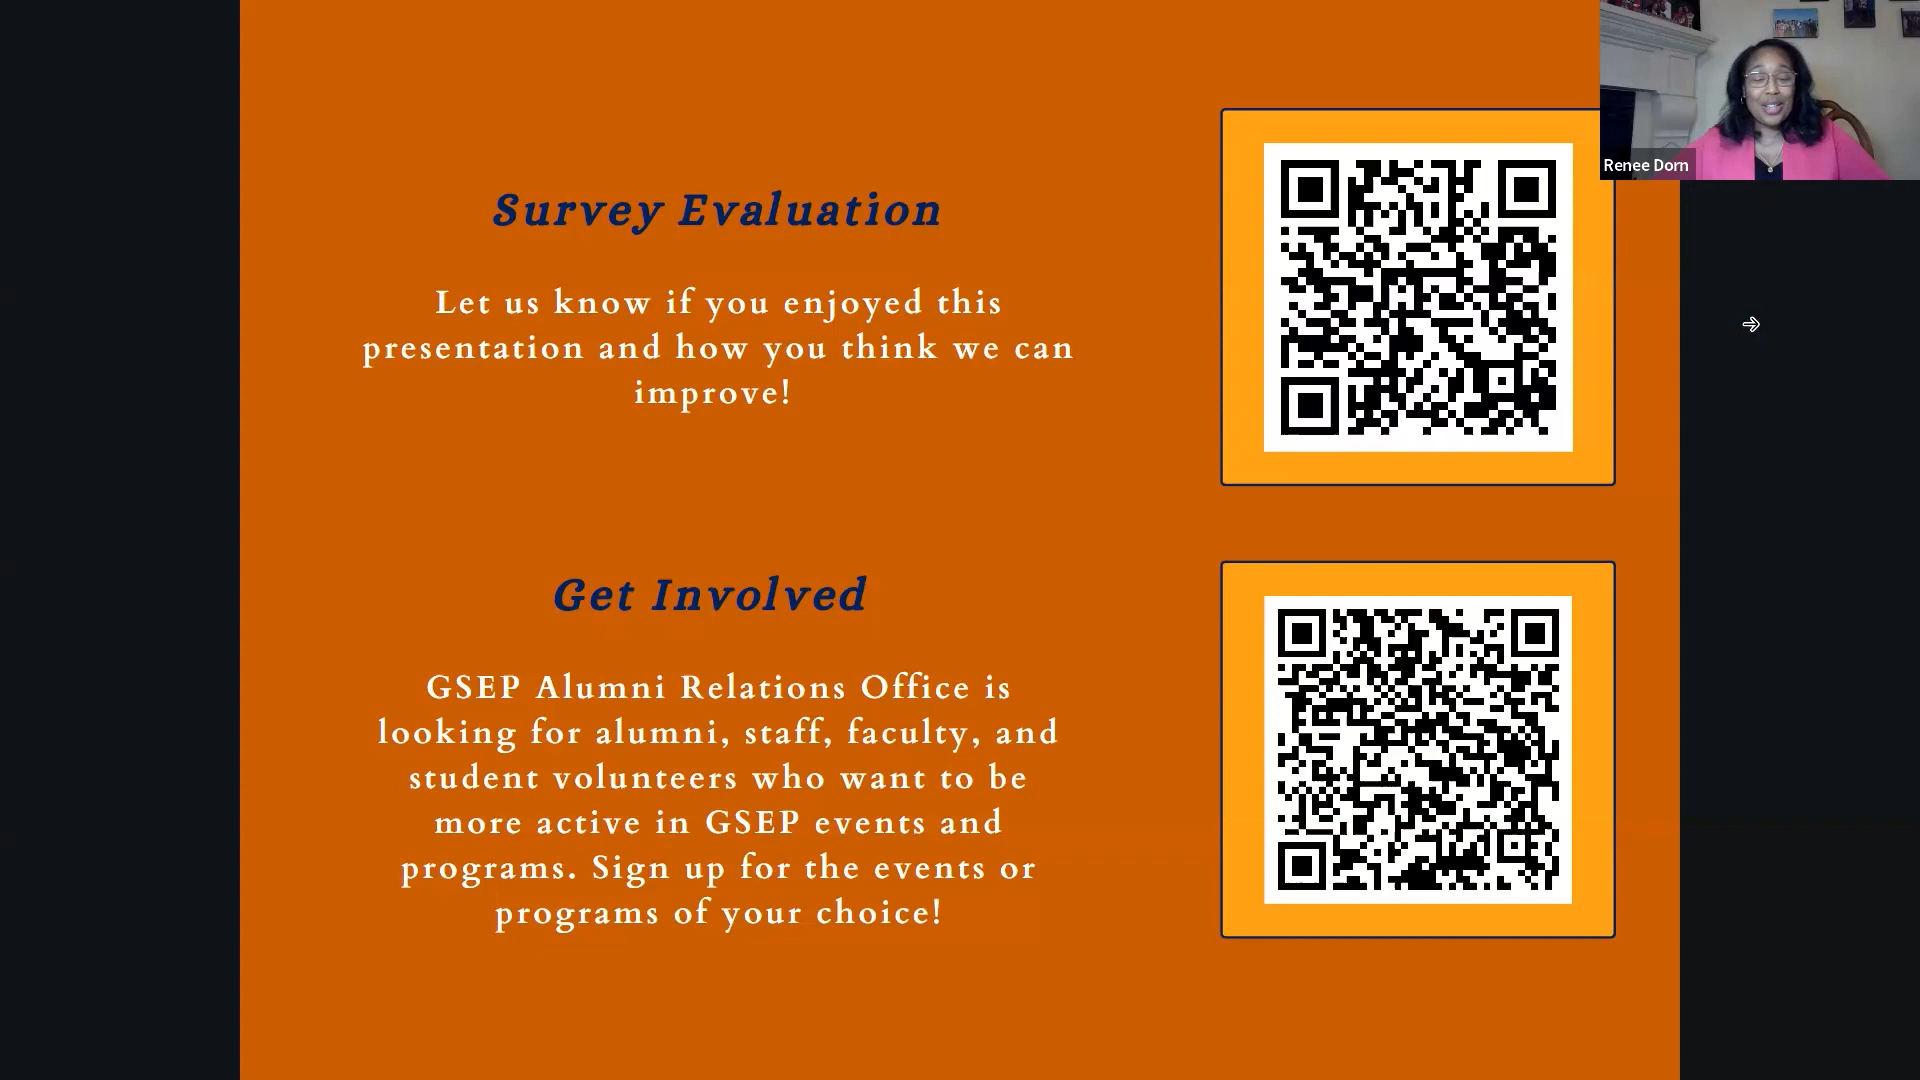 Renee Dorn
Survey Evaluation
Let us know if you enjoyed this
presentation and how you think we can
improve!
Get Involved
GSEP Alumni Relations Office is
looking for alumni, staff, faculty, and
student volunteers who want to be
more active in GSEP events and
programs. Sign up for the events or
programs of your choice!